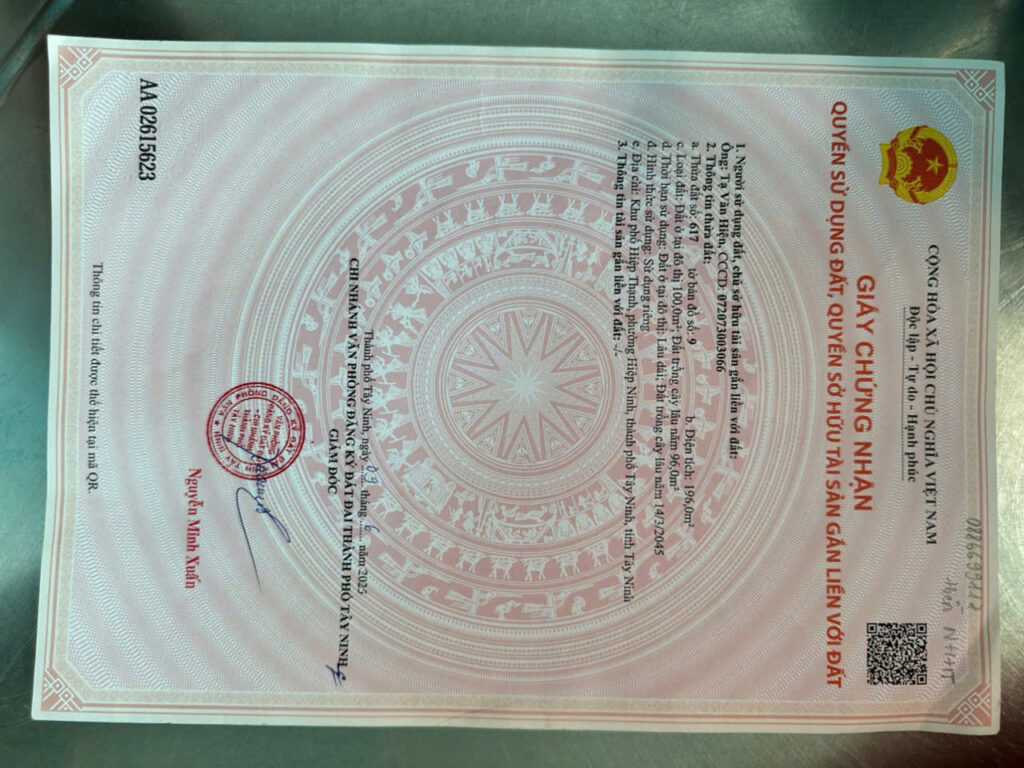 086699112
Hiền NHẤT
CỘNG HÒA XÃ HỘI CHỦ NGHĨA VIỆT NAM
Độc lập - Tự do - Hạnh phúc
GIẤY CHỨNG NHẬN
QUYỀN SỬ DỤNG ĐẤT, QUYỀN SỞ HỮU TÀI SẢN GẮN LIỀN VỚI ĐẤT
1. Người sử dụng đất, chủ sở hữu tài sản gắn liền với đất:
Ông: Tạ Văn Hiện, CCCD: 072073003066
2. Thông tin thửa đất:
a. Thửa đất số: 617 tờ bản đồ số: 9 b. Diện tích: 196,0m²
c. Loại đất: Đất ở tại đô thị 100,0m²; Đất trồng cây lâu năm 96,0m²
d. Thời hạn sử dụng: Đất ở tại đô thị: Lâu dài; Đất trồng cây lâu năm 14/3/2045
đ. Hình thức sử dụng: Sử dụng riêng
e. Địa chỉ: Khu phố Hiệp Thạnh, phường Hiệp Ninh, thành phố Tây Ninh, tỉnh Tây Ninh
3. Thông tin tài sản gắn liền với đất: -/-
Thành phố Tây Ninh, ngày 09 tháng 6 năm 2025
CHI NHÁNH VĂN PHÒNG ĐĂNG KÝ ĐẤT ĐAI THÀNH PHỐ TÂY NINH
GIÁM ĐỐC
Nguyễn Minh Xuân
AA 02615623
Thông tin chi tiết được thể hiện tại mã QR